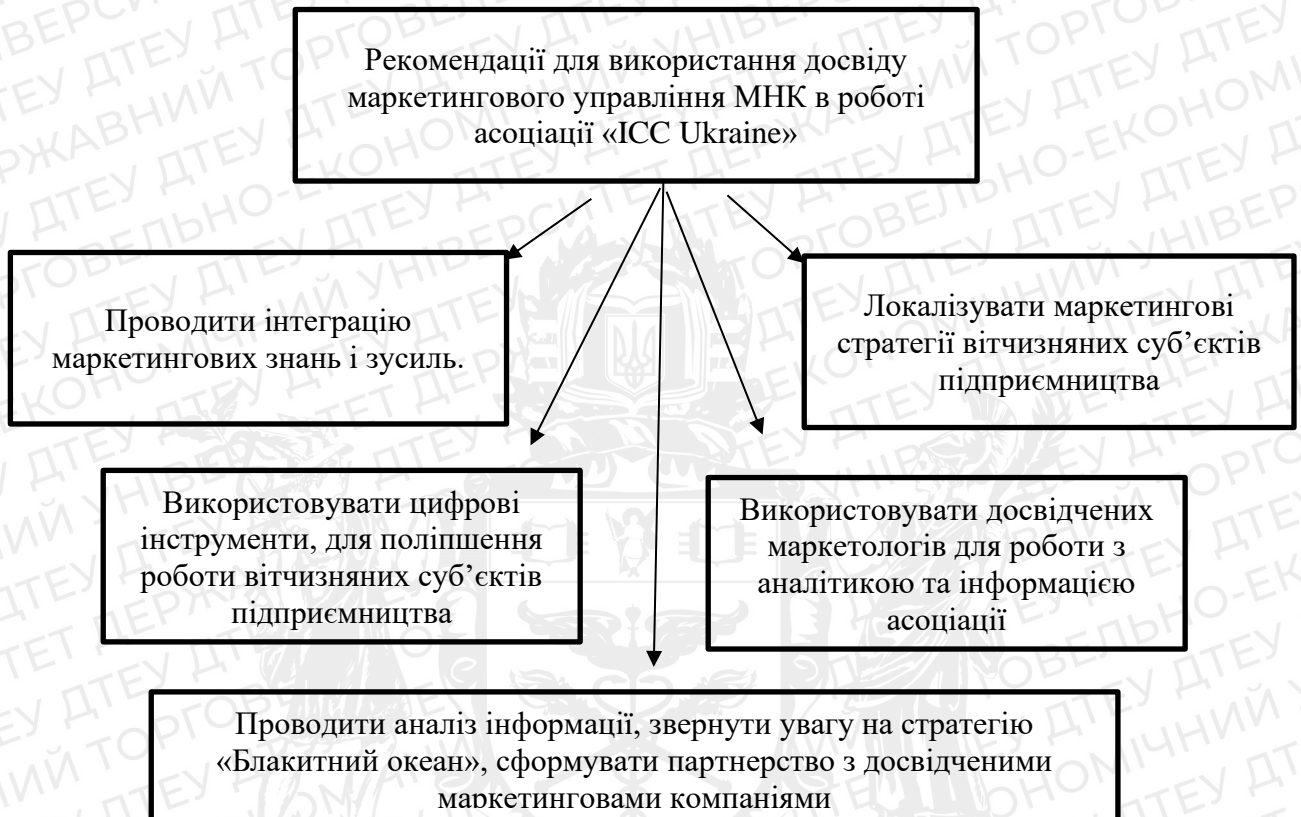 Рекомендації для використання досвіду
маркетингового управління МНК в роботі
асоціації «ICC Ukraine»
Проводити інтеграцію
маркетингових знань і зусиль.
Локалізувати маркетингові
стратегії вітчизняних суб’єктів
підприємництва
Використовувати цифрові
інструменти, для поліпшення
роботи вітчизняних суб’єктів
підприємництва
Використовувати досвідчених
маркетологів для роботи з
аналітикою та інформацією
асоціації
Проводити аналіз інформації, звернути увагу на стратегію
«Блакитний океан», сформувати партнерство з досвідченими
маркетинговами компаніями